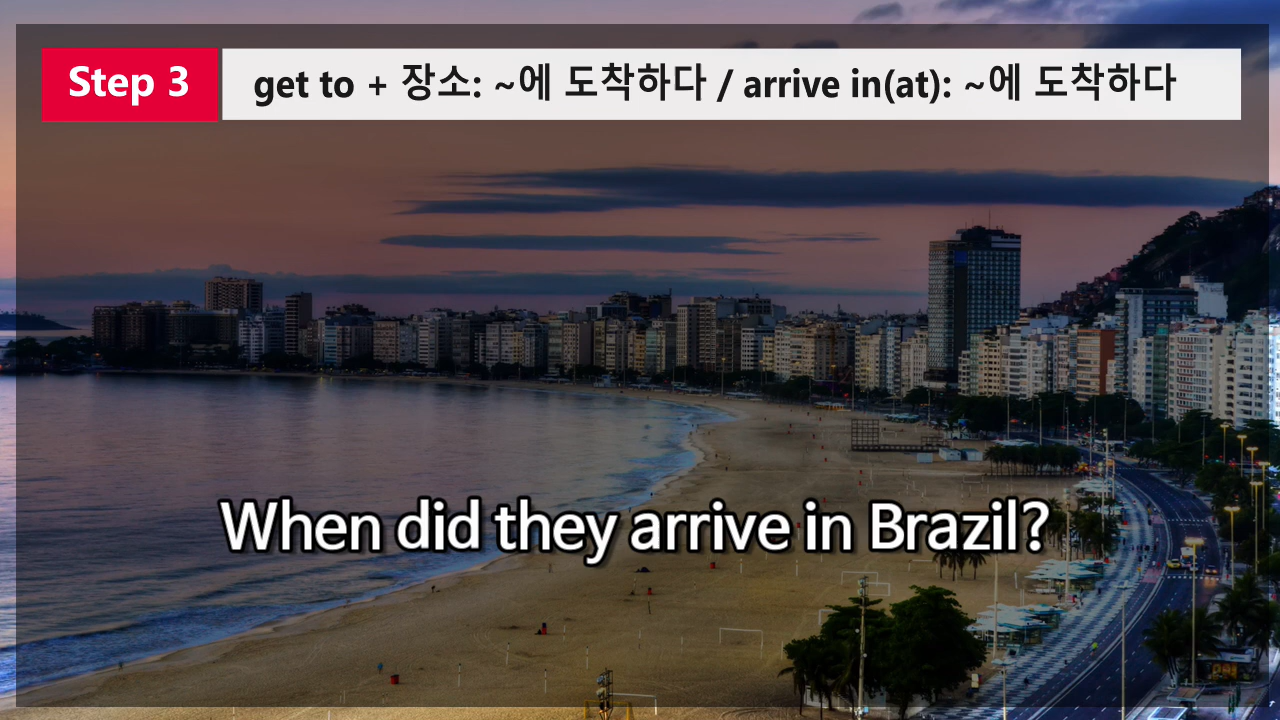 Step 3
get to + 장소: ~에 도착하다 / arrive in(at): ~에 도착하다
When did they arrive in Brazil?